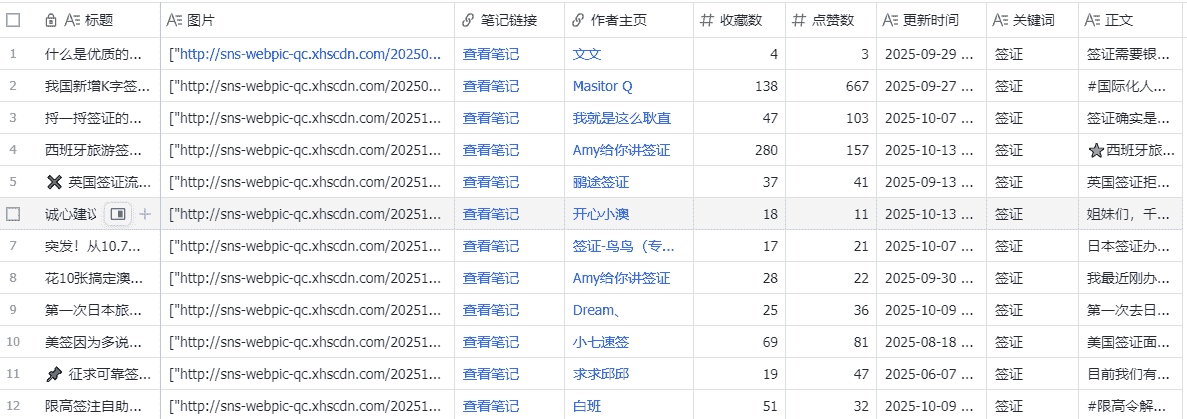 标题 图片 笔记链接 作者主页 收藏数 点赞数 更新时间 关键词 正文
1 什么是优质的... ["http://sns-webpic-qc.xhscdn.com/20250... 查看笔记 文文 4 3 2025-09-29 ... 签证 签证需要银...
2 我国新增K字签... ["http://sns-webpic-qc.xhscdn.com/20250... 查看笔记 Masitor Q 138 667 2025-09-27 ... 签证 #国际化人...
3 捋一捋签证的... ["http://sns-webpic-qc.xhscdn.com/20251... 查看笔记 我就是这么耿直 47 103 2025-10-07 ... 签证 签证确实是...
4 西班牙旅游签... ["http://sns-webpic-qc.xhscdn.com/20251... 查看笔记 Amy给你讲签证 280 157 2025-10-13 ... 签证 西班牙旅...
5 英国签证流... ["http://sns-webpic-qc.xhscdn.com/20251... 查看笔记 鹏途签证 37 41 2025-09-13 ... 签证 英国签证拒...
诚心建议 ["http://sns-webpic-qc.xhscdn.com/20251... 查看笔记 开心小澳 18 11 2025-10-13 ... 签证 姐妹们，千...
7 突发！从10.7... ["http://sns-webpic-qc.xhscdn.com/20251... 查看笔记 签证-鸟鸟（专... 17 21 2025-10-07 ... 签证 日本签证办...
8 花10张搞定澳... ["http://sns-webpic-qc.xhscdn.com/20251... 查看笔记 Amy给你讲签证 28 22 2025-09-30 ... 签证 我最近刚办...
9 第一次日本旅... ["http://sns-webpic-qc.xhscdn.com/20251... 查看笔记 Dream、 25 36 2025-10-09 ... 签证 第一次去日...
10 美签因为多说... ["http://sns-webpic-qc.xhscdn.com/20251... 查看笔记 小七速签 69 81 2025-08-18 ... 签证 美国签证面...
11 征求可靠签... ["http://sns-webpic-qc.xhscdn.com/20251... 查看笔记 求求邱邱 19 47 2025-06-07 ... 签证 目前我们有...
12 限高签注自助... ["http://sns-webpic-qc.xhscdn.com/20251... 查看笔记 白班 51 32 2025-10-09 ... 签证 #限高令解...